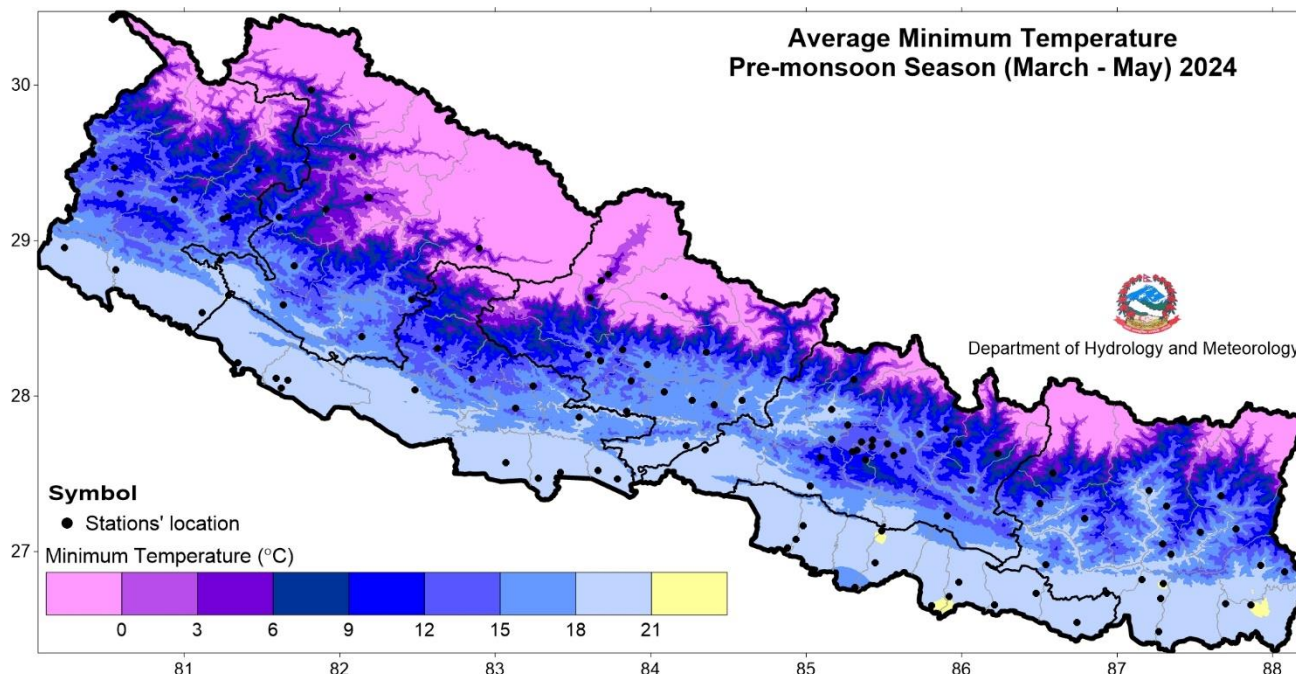 Average Minimum Temperature
Pre-monsoon Season (March - May) 2024
30
29
28
27
Department of Hydrology and Meteorology
Symbol
Stations' location
Minimum Temperature (°C)
0 3 6 9 12 15 18 21
81 82 83 84 85 86 87 88